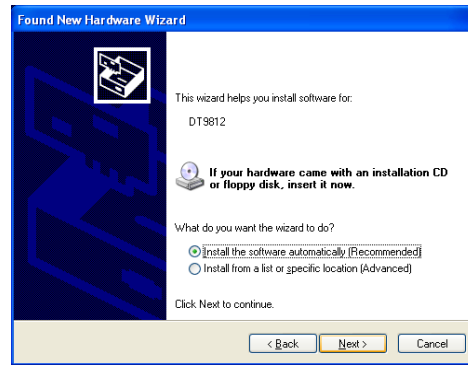 Found New Hardware Wizard
This wizard helps you install software for:
DT9812
If your hardware came with an installation CD
or floppy disk, insert it now.
What do you want the wizard to do?
Install the software automatically (Recommended)
Install from a list or specific location (Advanced)
Click Next to continue.
< Back Next > Cancel